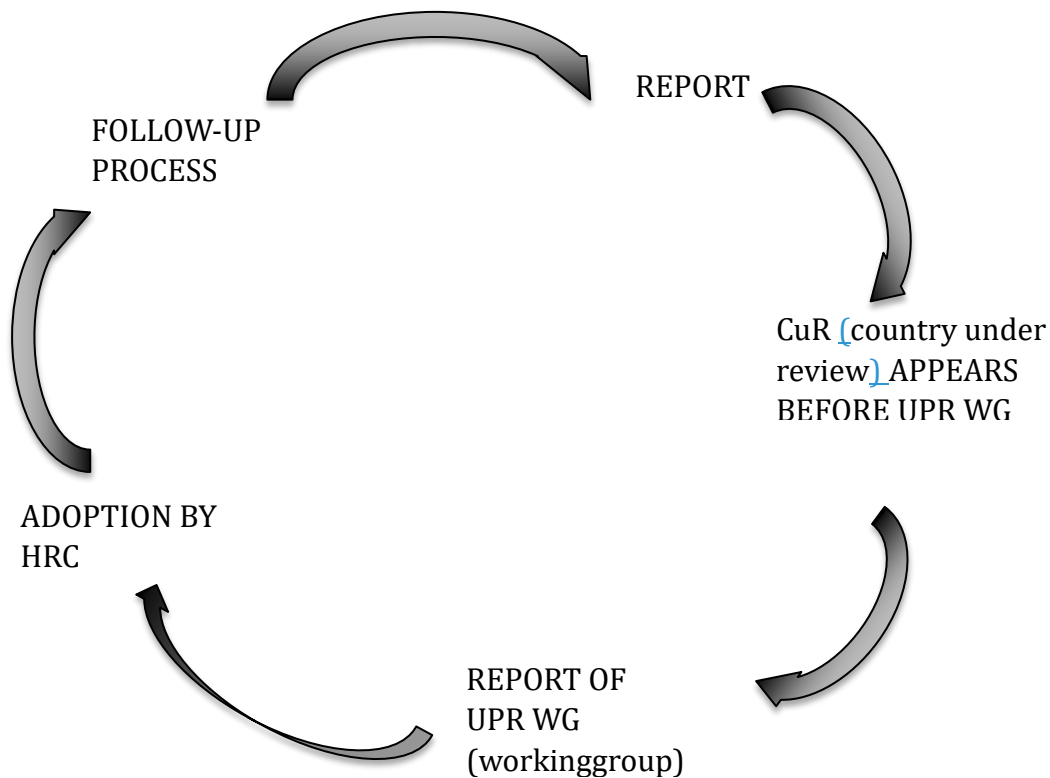 REPORT
FOLLOW-UP
PROCESS
CuR (country under
review) APPEARS
BEFORE UPR WG
ADOPTION BY
HRC
REPORT OF
UPR WG
(workinggroup)